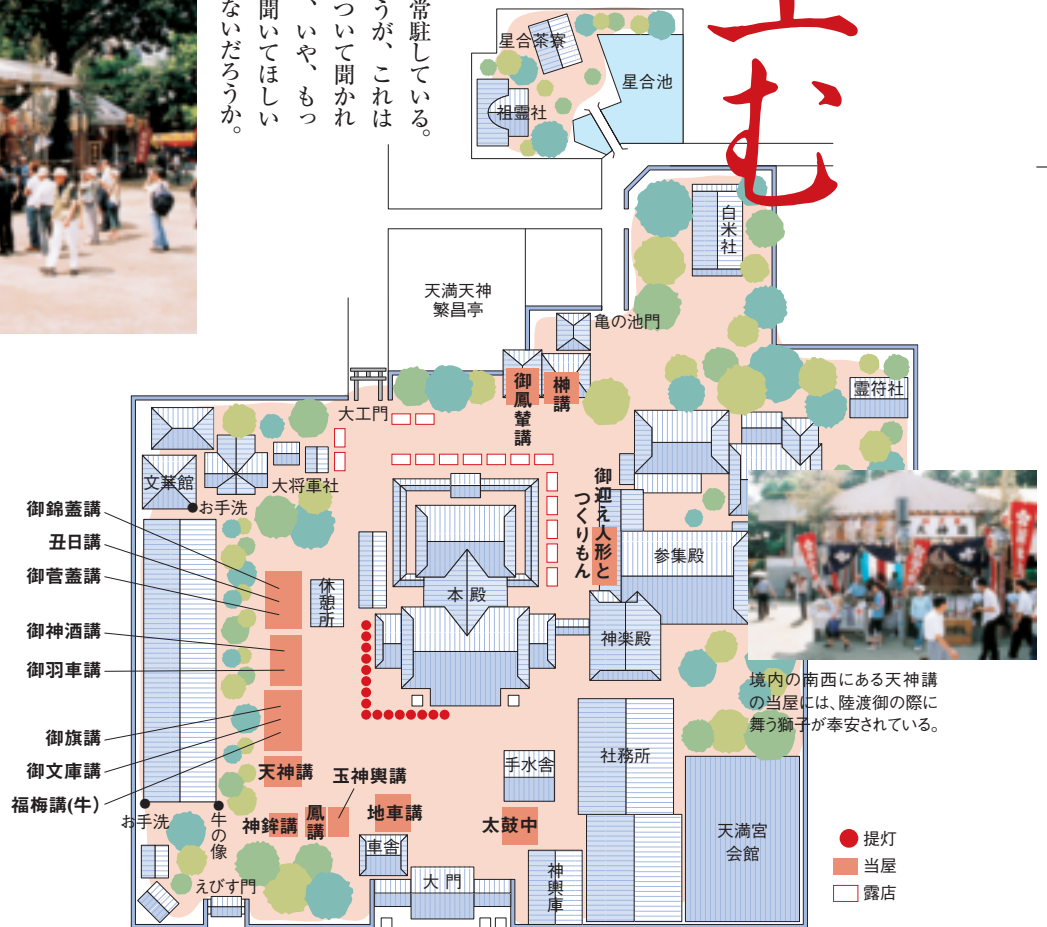 む
常駐している。
うが、これは
ついて聞かれ
、いや、もっ
聞いてほしい
ないだろうか。
星合茶寮
星合池
祖霊社
白米社
天満天神
繁昌亭
亀の池門
霊符社
大工門
御鳳輦講
榊講
文華館
お手洗
大将軍社
御迎え人形と
つくりもん
参集殿
御錦蓋講
丑日講
御菅蓋講
御神酒講
御羽車講
御旗講
御文庫講
福梅講(牛)
休憩所
本殿
神楽殿
天神講
境内の南西にある天神講
の当屋には、陸渡御の際に
舞う獅子が奉安されている。
天神講
玉神輿講
神鉾講
鳳講
地車講
太鼓中
手水舎
社務所
お手洗
牛の像
車舎
えびす門
大門
神輿庫
天満宮
会館
提灯
当屋
露店